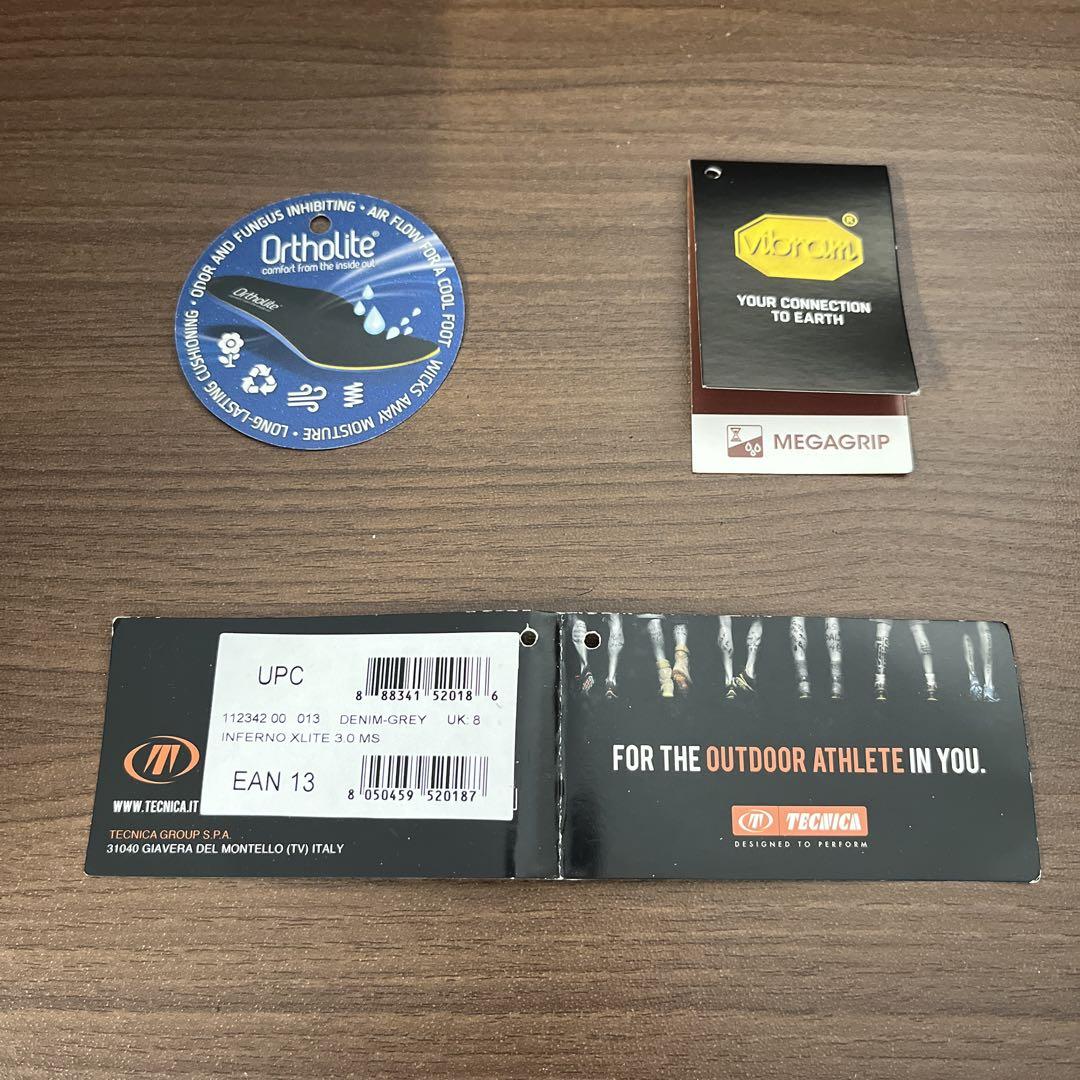 ODOR AND FUNGUS INHIBITING • AIR FLOW FOR A COOL FOOT WICKS AWAY MOISTURE • LONG-LASTING CUSHIONING •
Ortholite®
comfort from the inside out
Ortholite
vibram®
YOUR CONNECTION
TO EARTH
MEGAGRIP
UPC
8 88341 52018 6
112342 00 013 DENIM-GREY UK: 8
INFERNO XLITE 3.0 MS
EAN 13
8 050459 520187
WWW.TECNICA.IT
TECNICA GROUP S.P.A.
31040 GIAVERA DEL MONTELLO (TV) ITALY
FOR THE OUTDOOR ATHLETE IN YOU.
TECNICA
DESIGNED TO PERFORM